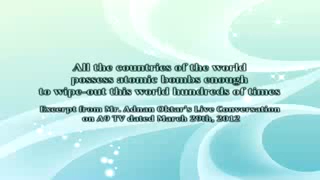 All the countries of the world
possess atomic bombs enough
to wipe-out this world hundreds of times
Excerpt from Mr. Adnan Oktar's Live Conversation
on A9 TV dated March 20th, 2012